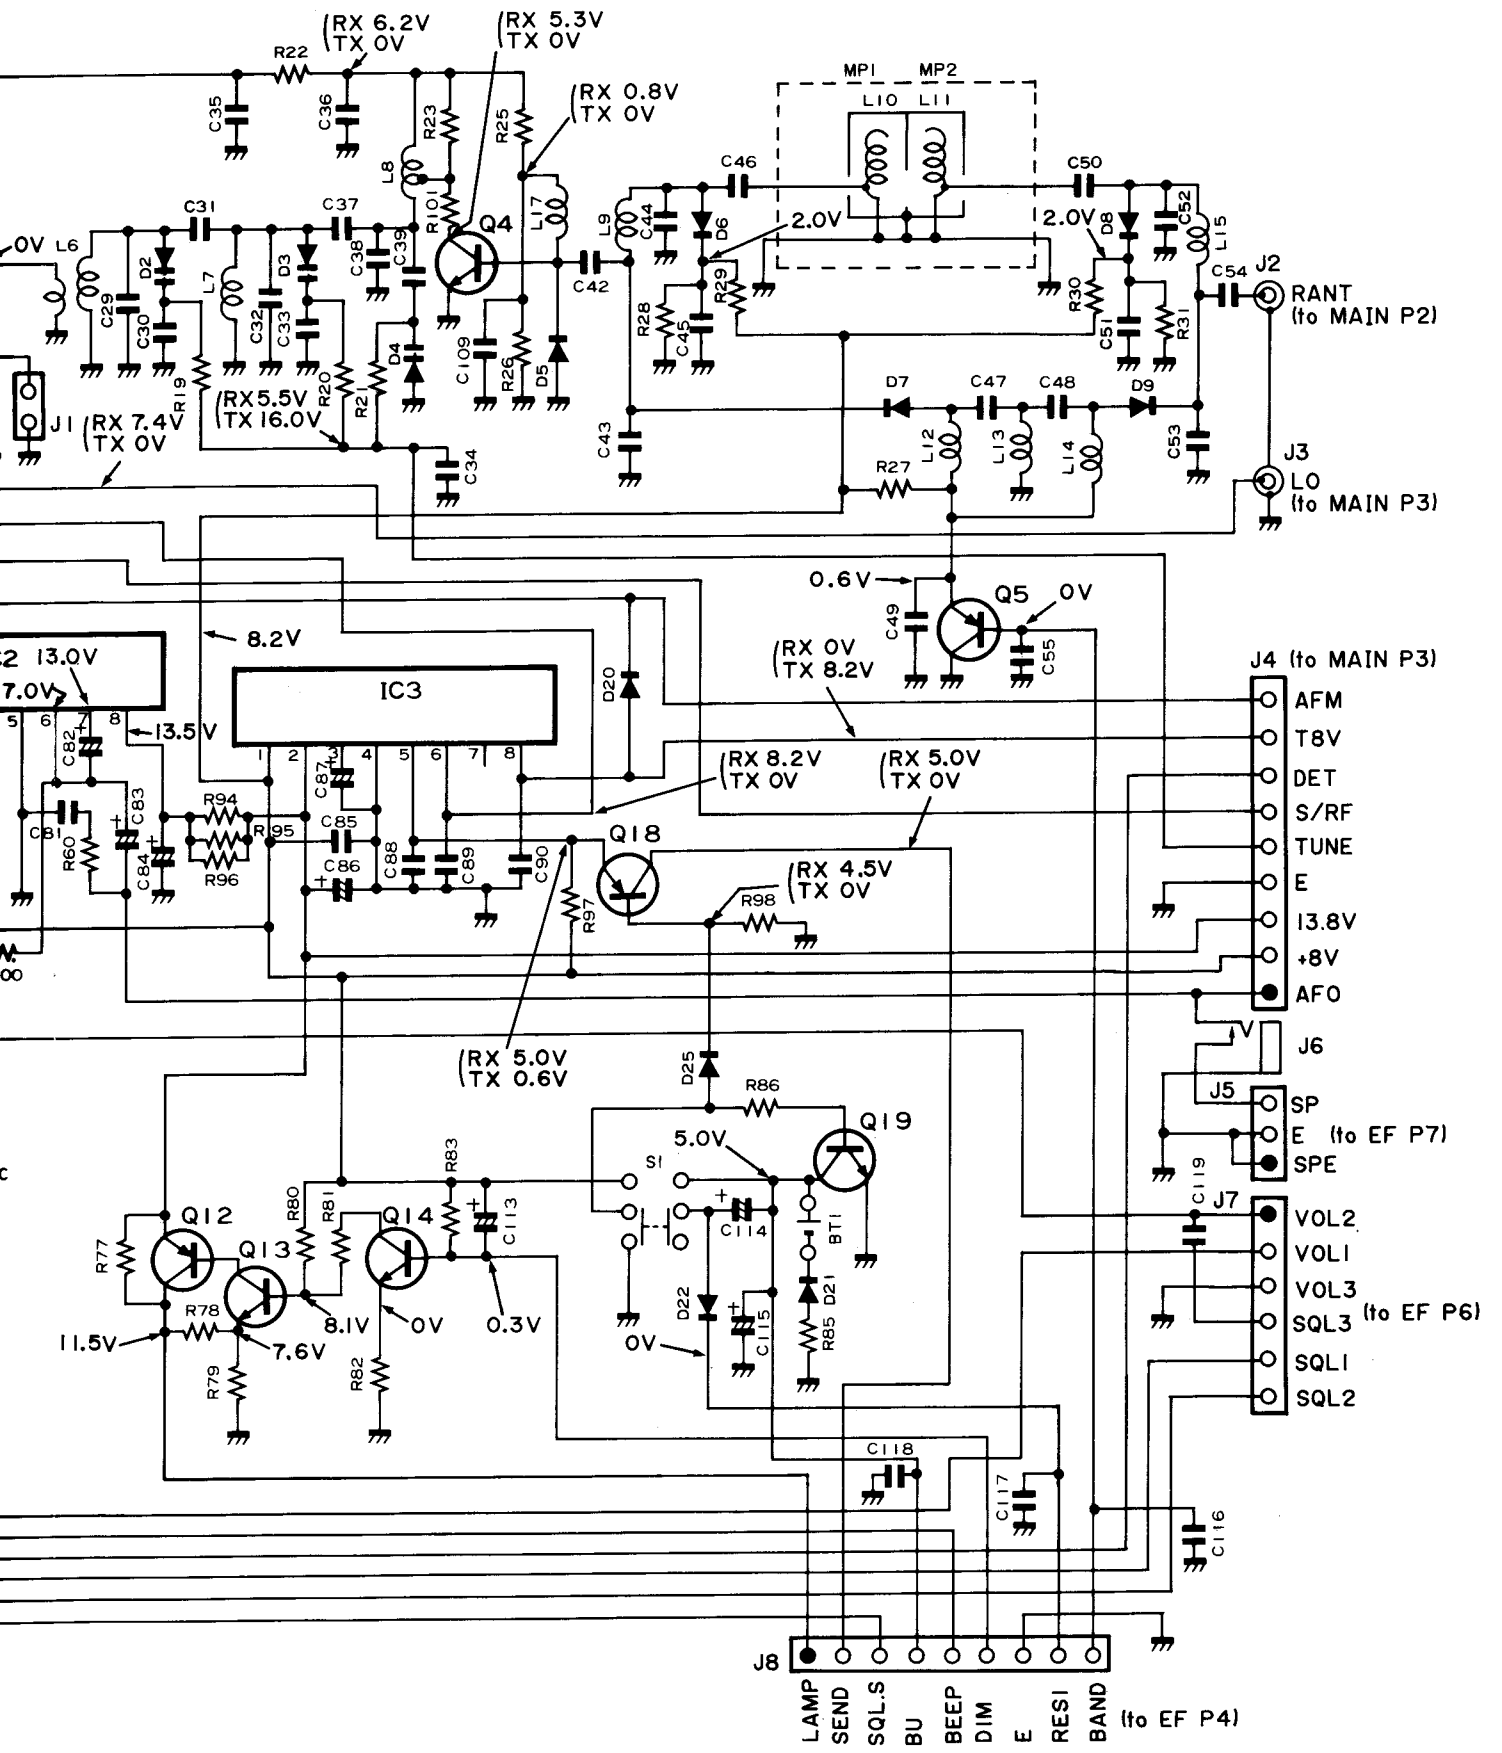 (RX 6.2V
(TX 0V
(RX 5.3V
(TX 0V
R22
C35
C36
R23
R25
(RX 0.8V
(TX 0V
MP1 MP2
L10 L11
L8
R101
Q4
L17
C46
C50
C31
C37
L9
C44
D6
2.0V
2.0V
D8
C52
L15
0V
L6
D2
L7
D3
C38
C39
C42
J2
C54
RANT
(to MAIN P2)
C29
C30
C32
C33
D4
C109
R26
D5
R28
C45
R29
R30
C51
R31
R19
R20
R21
(RX 5.5V
(TX 16.0V
J1
(RX 7.4V
(TX 0V
C34
C43
D7
C47
C48
D9
L12
L13
L14
C53
R27
J3
LO
(to MAIN P3)
0.6V
C49
Q5
0V
C55
8.2V
C2
13.0V
7.0V
5 6 7 8
13.5V
IC3
1 2 3 4 5 6 7 8
D20
(RX 0V
(TX 8.2V
(RX 8.2V
(TX 0V
(RX 5.0V
(TX 0V
J4 (to MAIN P3)
AFM
T8V
DET
S/RF
TUNE
E
13.8V
+8V
AFO
C82
+
C83
+
C81
R60
C84
+
R94
R95
R96
C87
+
C85
C86
+
C88
C89
C90
Q18
R97
(RX 4.5V
(TX 0V
R98
00
(RX 5.0V
(TX 0.6V
J6
J5
SP
E (to EF P7)
SPE
D25
R86
Q19
5.0V
S1
C
R83
R80
R81
Q12
Q13
Q14
C113
+
C114
+
BT1
R77
R78
R79
11.5V
7.6V
8.1V
R82
0V
0.3V
D22
0V
C115
+
D21
R85
C119
J7
VOL2
VOL1
VOL3
SQL3 (to EF P6)
SQL1
SQL2
C118
C117
C116
J8
LAMP
SEND
SQL.S
BU
BEEP
DIM
E
RES1
BAND
(to EF P4)